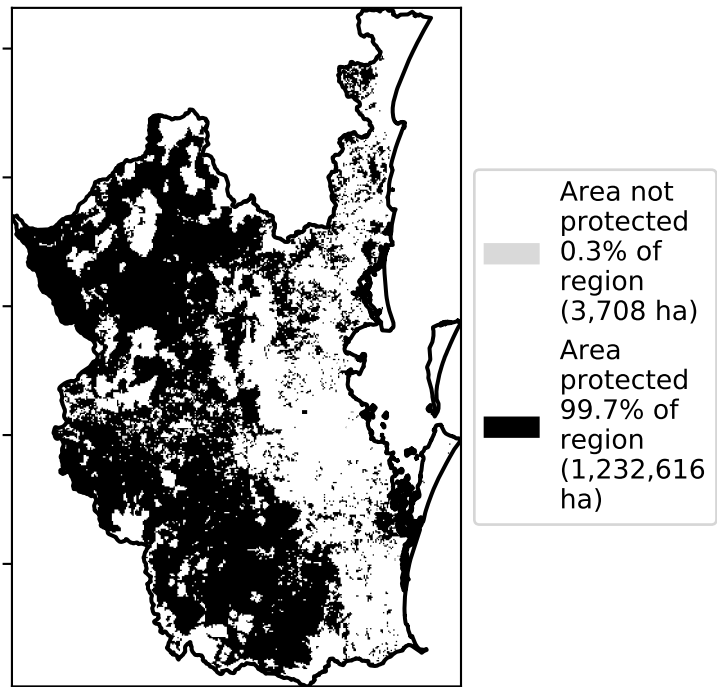 Area not
protected
0.3% of
region
(3,708 ha)
Area
protected
99.7% of
region
(1,232,616
ha)